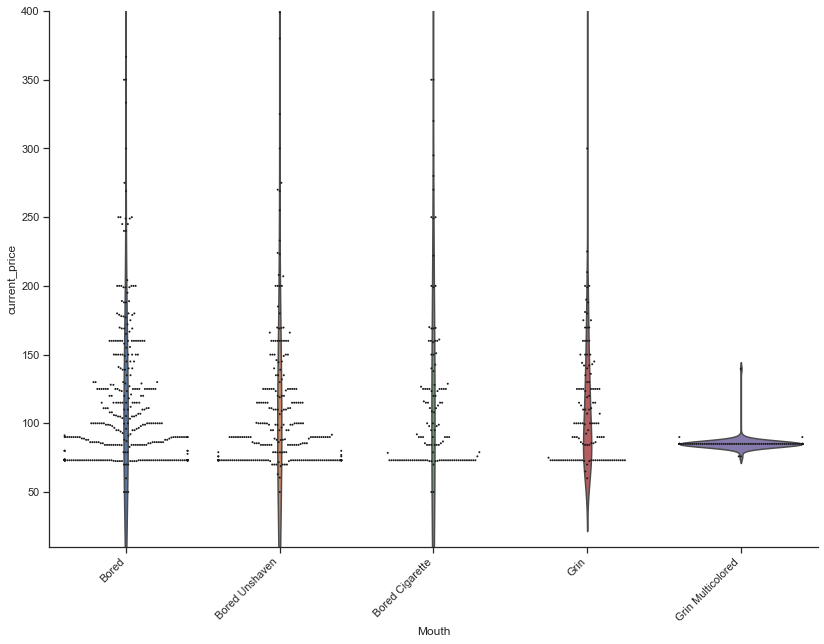 400
350
300
250
200
150
100
50
current_price
Bored
Bored Unshaven
Bored Cigarette
Grin
Grin Multicolored
Mouth